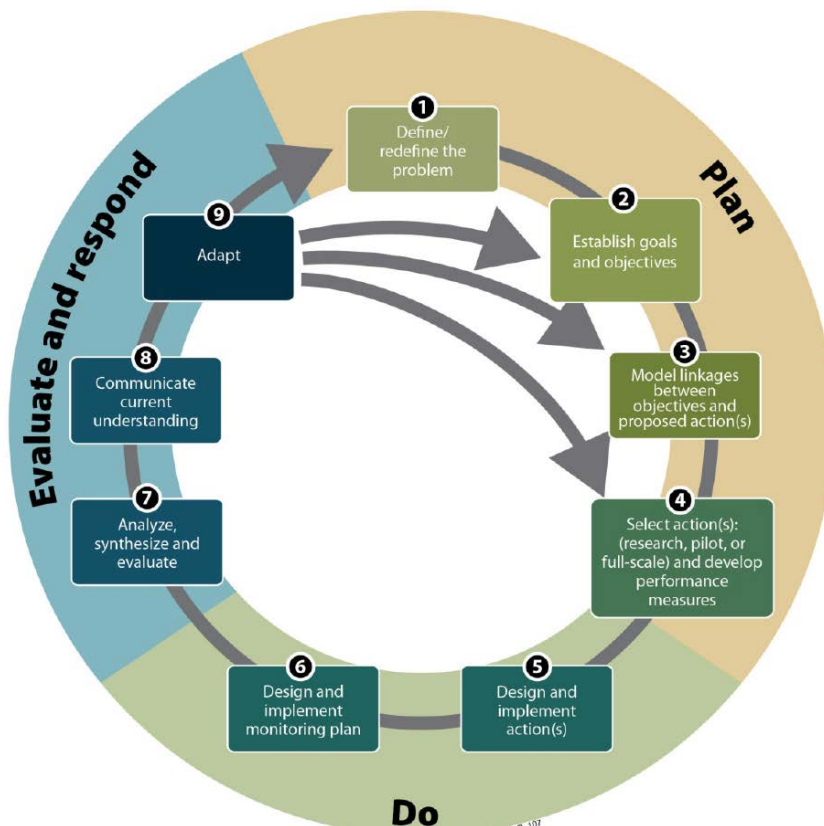 1
Define/
redefine the
problem
2
Establish goals
and objectives
3
Model linkages
between
objectives and
proposed action(s)
4
Select action(s):
(research, pilot, or
full-scale) and develop
performance
measures
5
Design and
implement
action(s)
6
Design and
implement
monitoring plan
7
Analyze,
synthesize and
evaluate
8
Communicate
current
understanding
9
Adapt
Plan
Do
Evaluate and respond